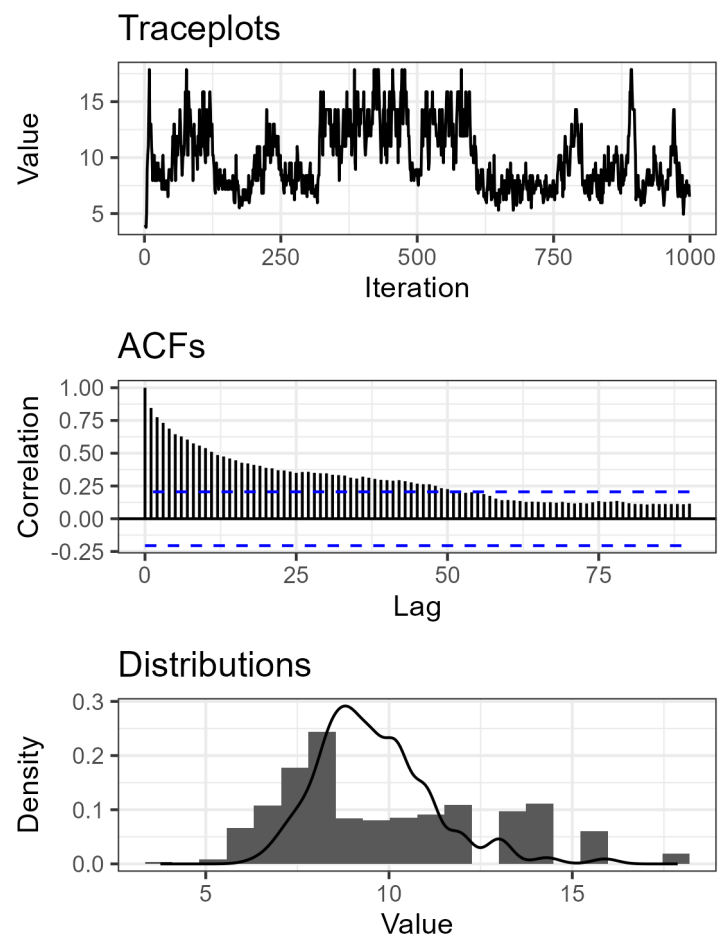 Traceplots
Value
15
10
5
0 250 500 750 1000
Iteration
ACFs
Correlation
1.00
0.75
0.50
0.25
0.00
-0.25
0 25 50 75
Lag
Distributions
Density
0.3
0.2
0.1
0.0
5 10 15
Value